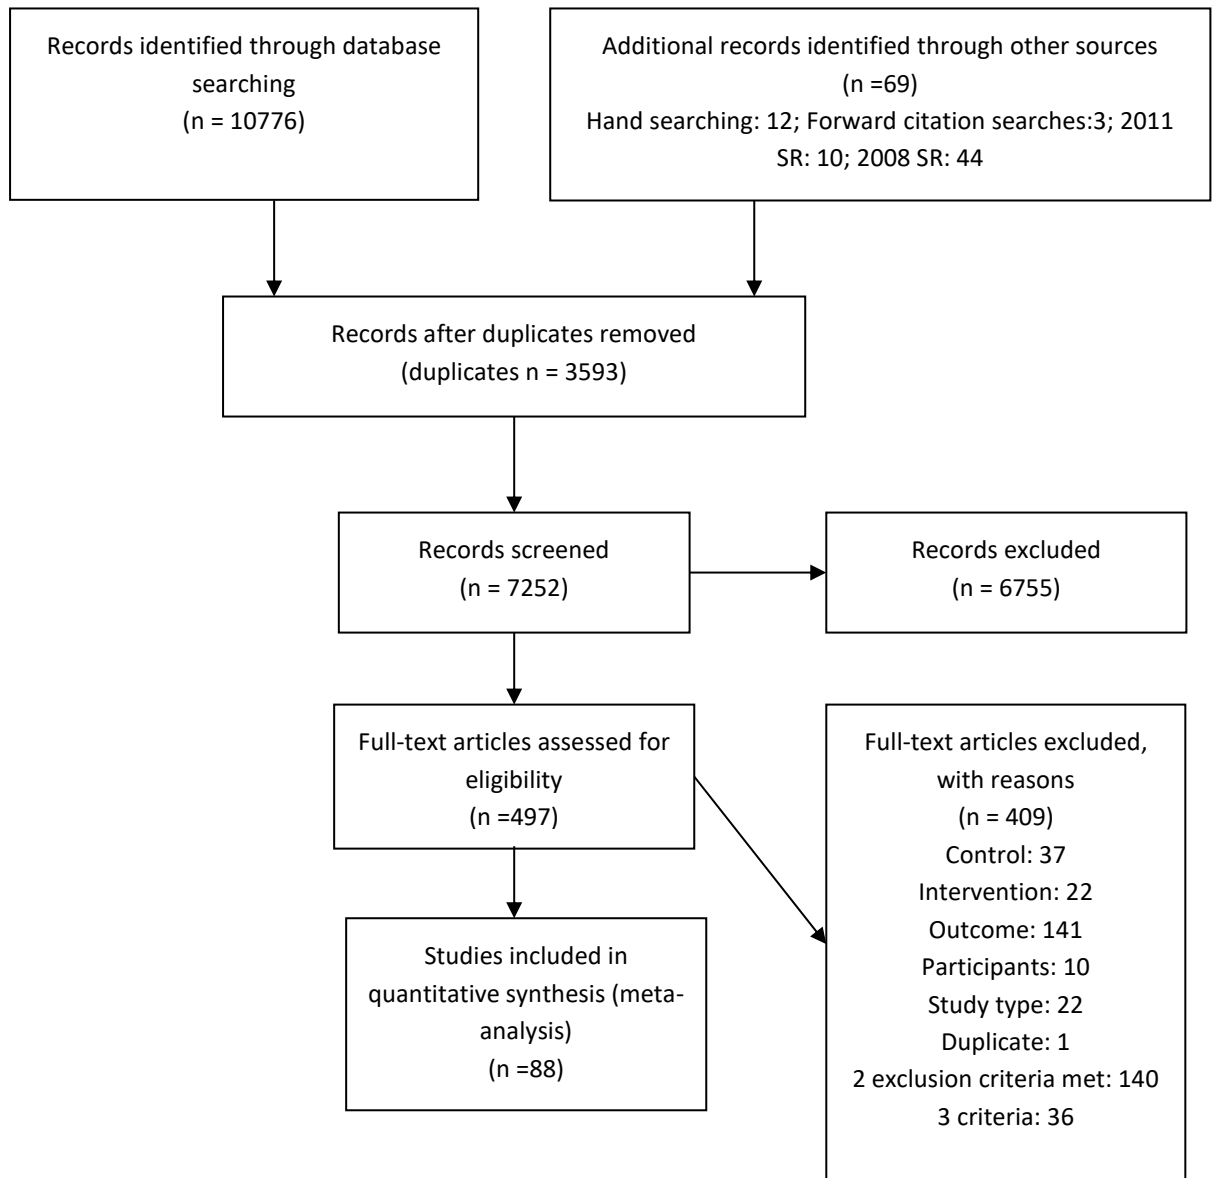 Records identified through database
searching
(n = 10776)
Additional records identified through other sources
(n =69)
Hand searching: 12; Forward citation searches:3; 2011
SR: 10; 2008 SR: 44
Records after duplicates removed
(duplicates n = 3593)
Records screened
(n = 7252)
Records excluded
(n = 6755)
Full-text articles assessed for
eligibility
(n =497)
Full-text articles excluded,
with reasons
(n = 409)
Control: 37
Intervention: 22
Outcome: 141
Participants: 10
Study type: 22
Duplicate: 1
2 exclusion criteria met: 140
3 criteria: 36
Studies included in
quantitative synthesis (meta-
analysis)
(n =88)